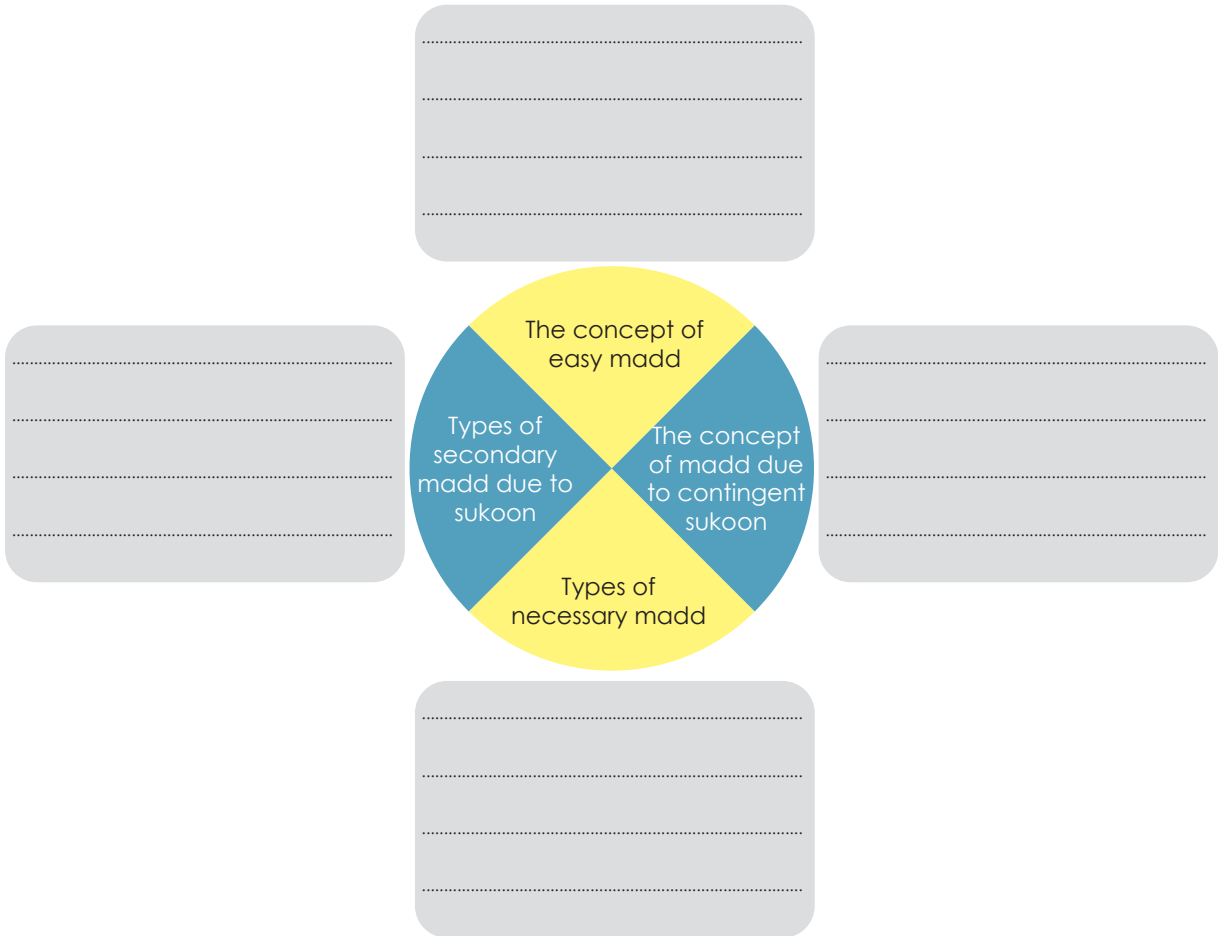 The concept of
easy madd
Types of
secondary
madd due to
sukoon
The concept
of madd due
to contingent
sukoon
Types of
necessary madd